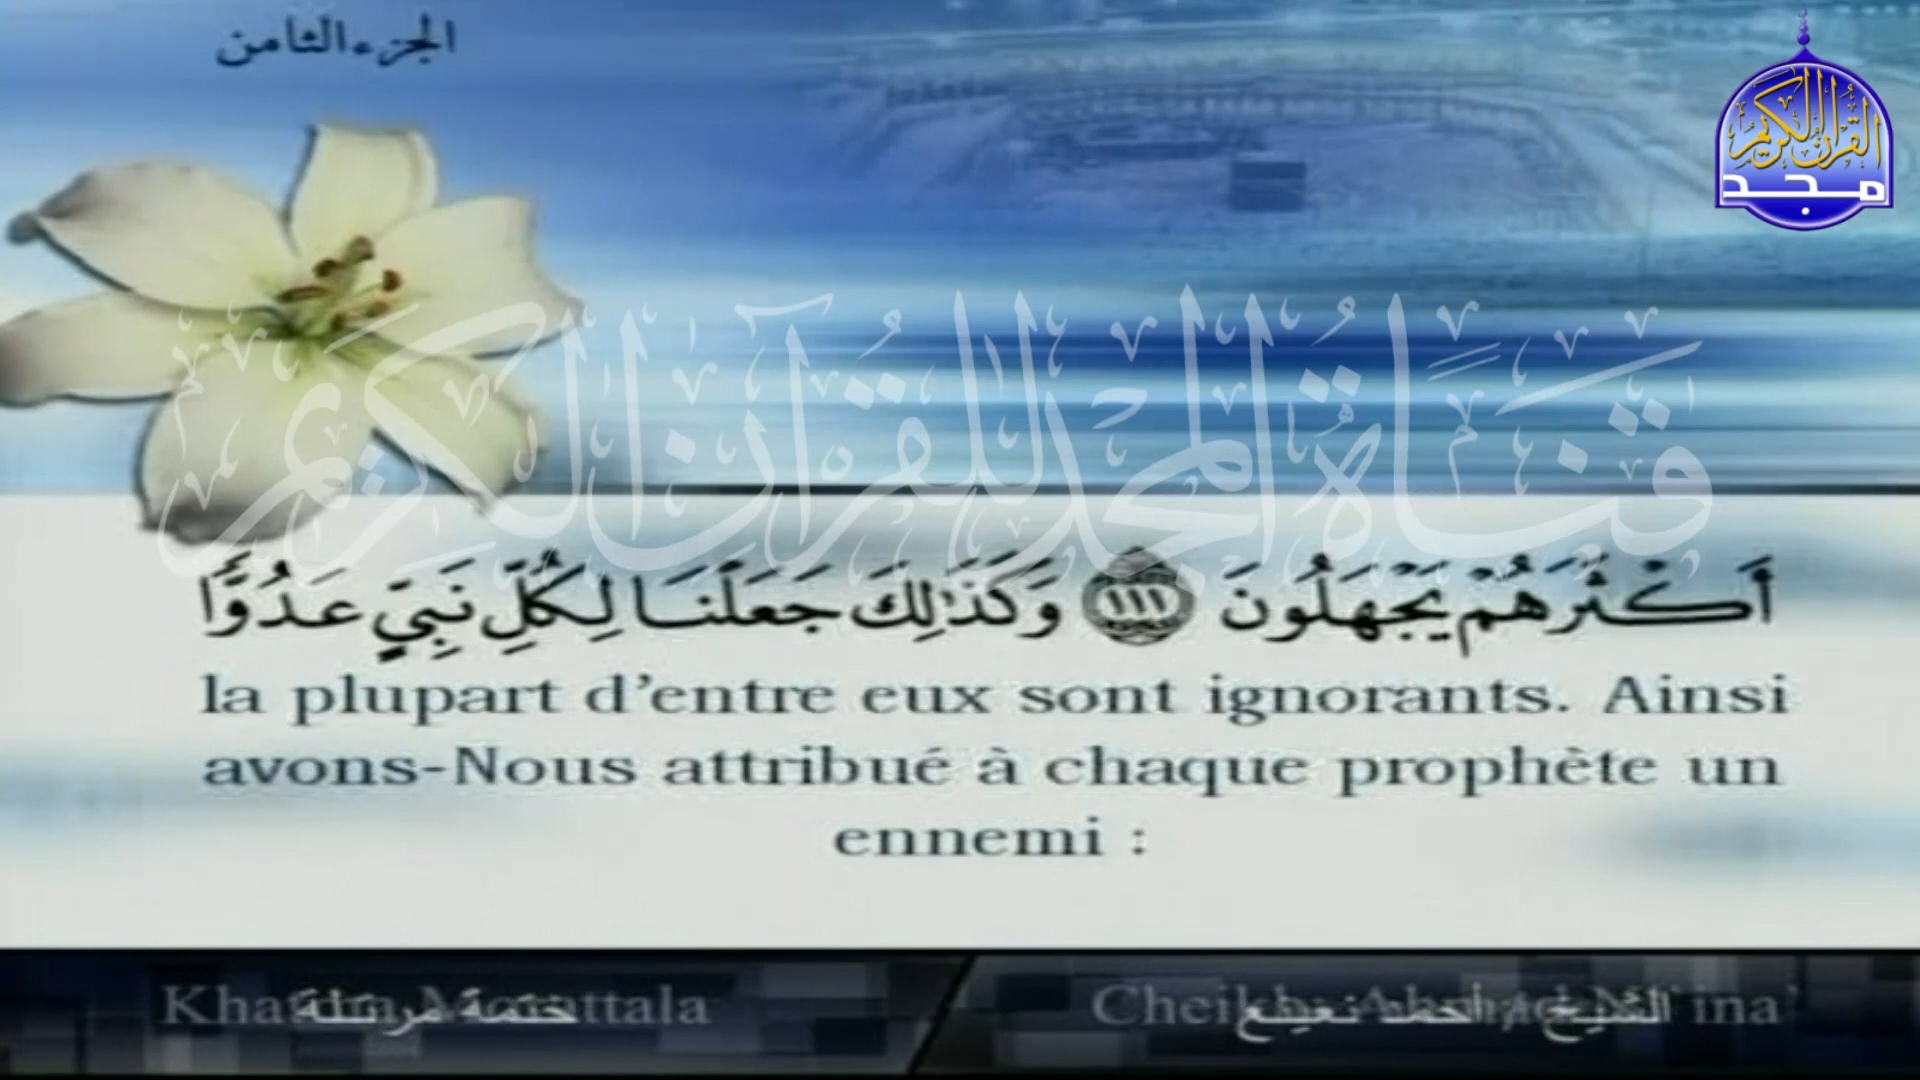 الجزء الثامن
القرآن الكريم
مجد
قناة المجد للقرآن الكريم
أَكْثَرَهُمْ يَجْهَلُونَ ١١١ وَكَذَٰلِكَ جَعَلْنَا لِكُلِّ نَبِيٍّ عَدُوًّا
la plupart d’entre eux sont ignorants. Ainsi
avons-Nous attribué à chaque prophète un
ennemi :
ختمة مرتلة
الشيخ / أحمد نعينع